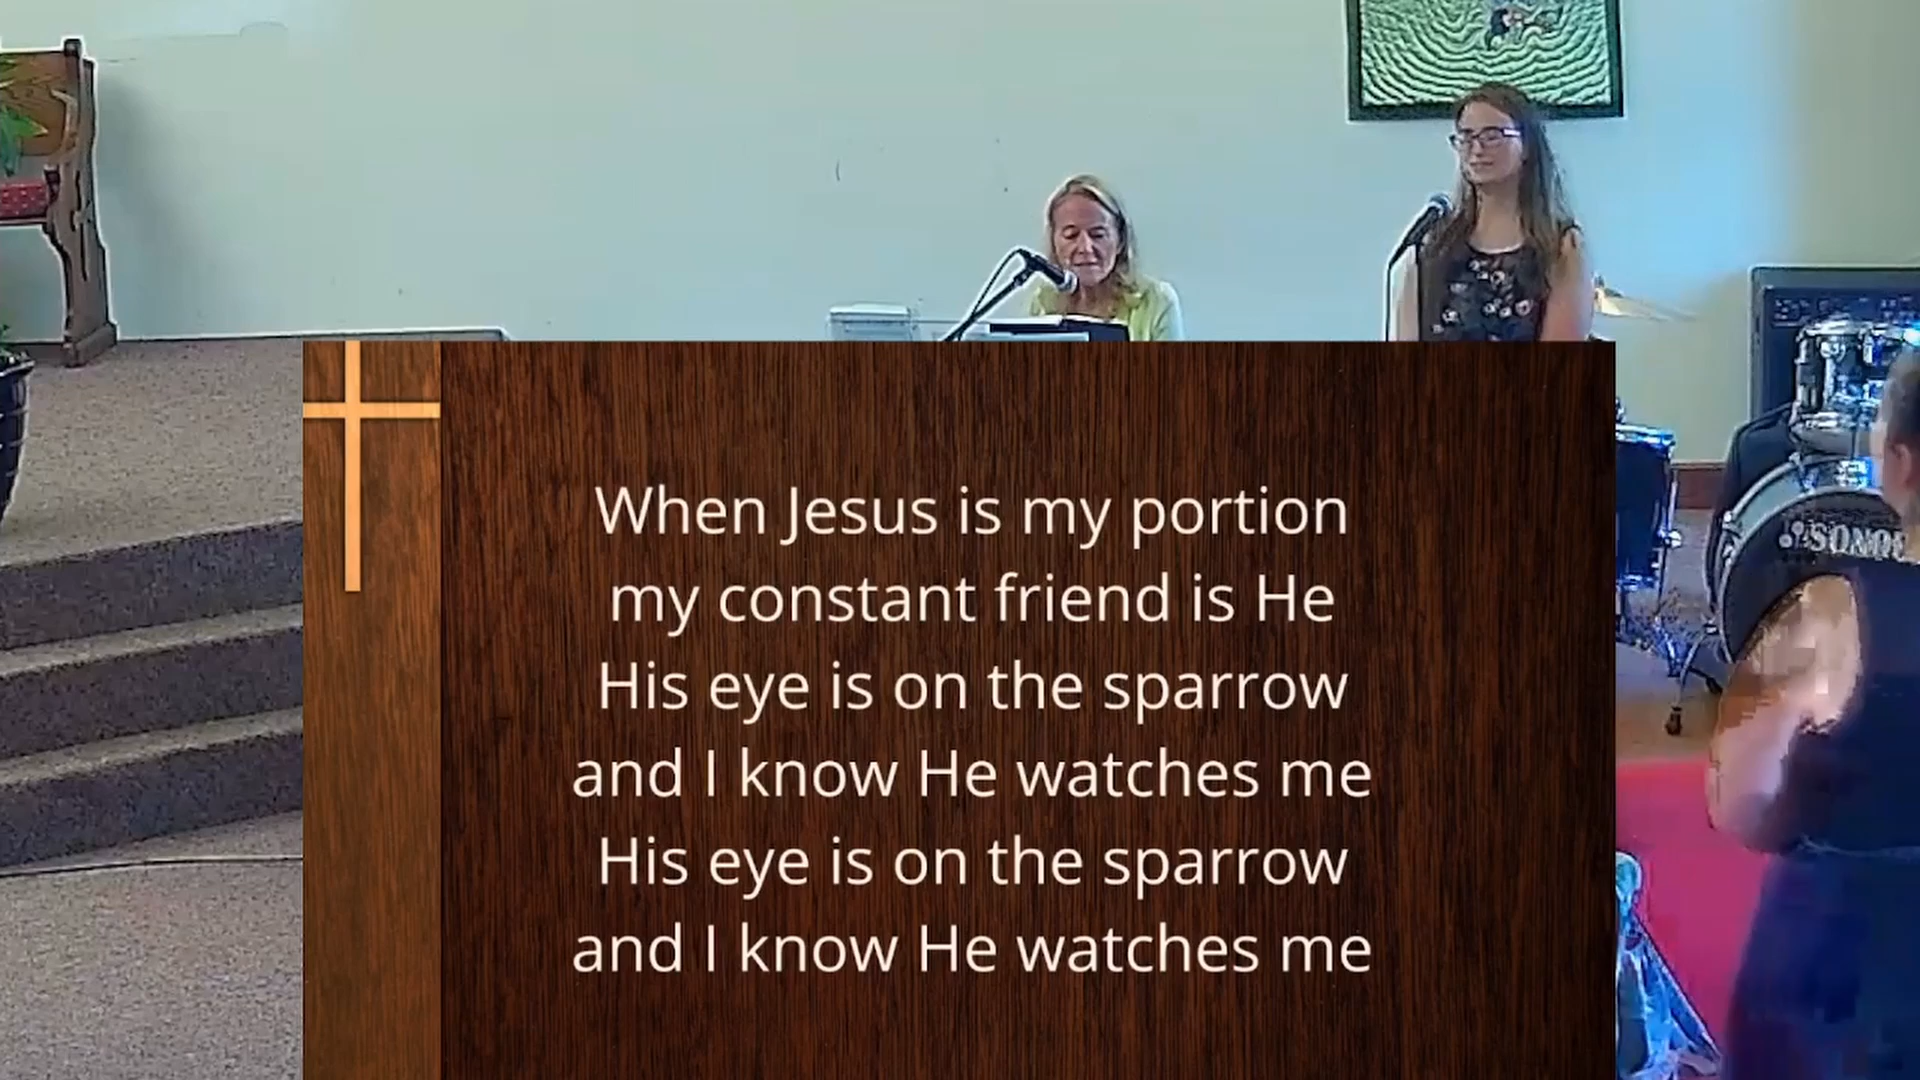 When Jesus is my portion
my constant friend is He
His eye is on the sparrow
and I know He watches me
His eye is on the sparrow
and I know He watches me